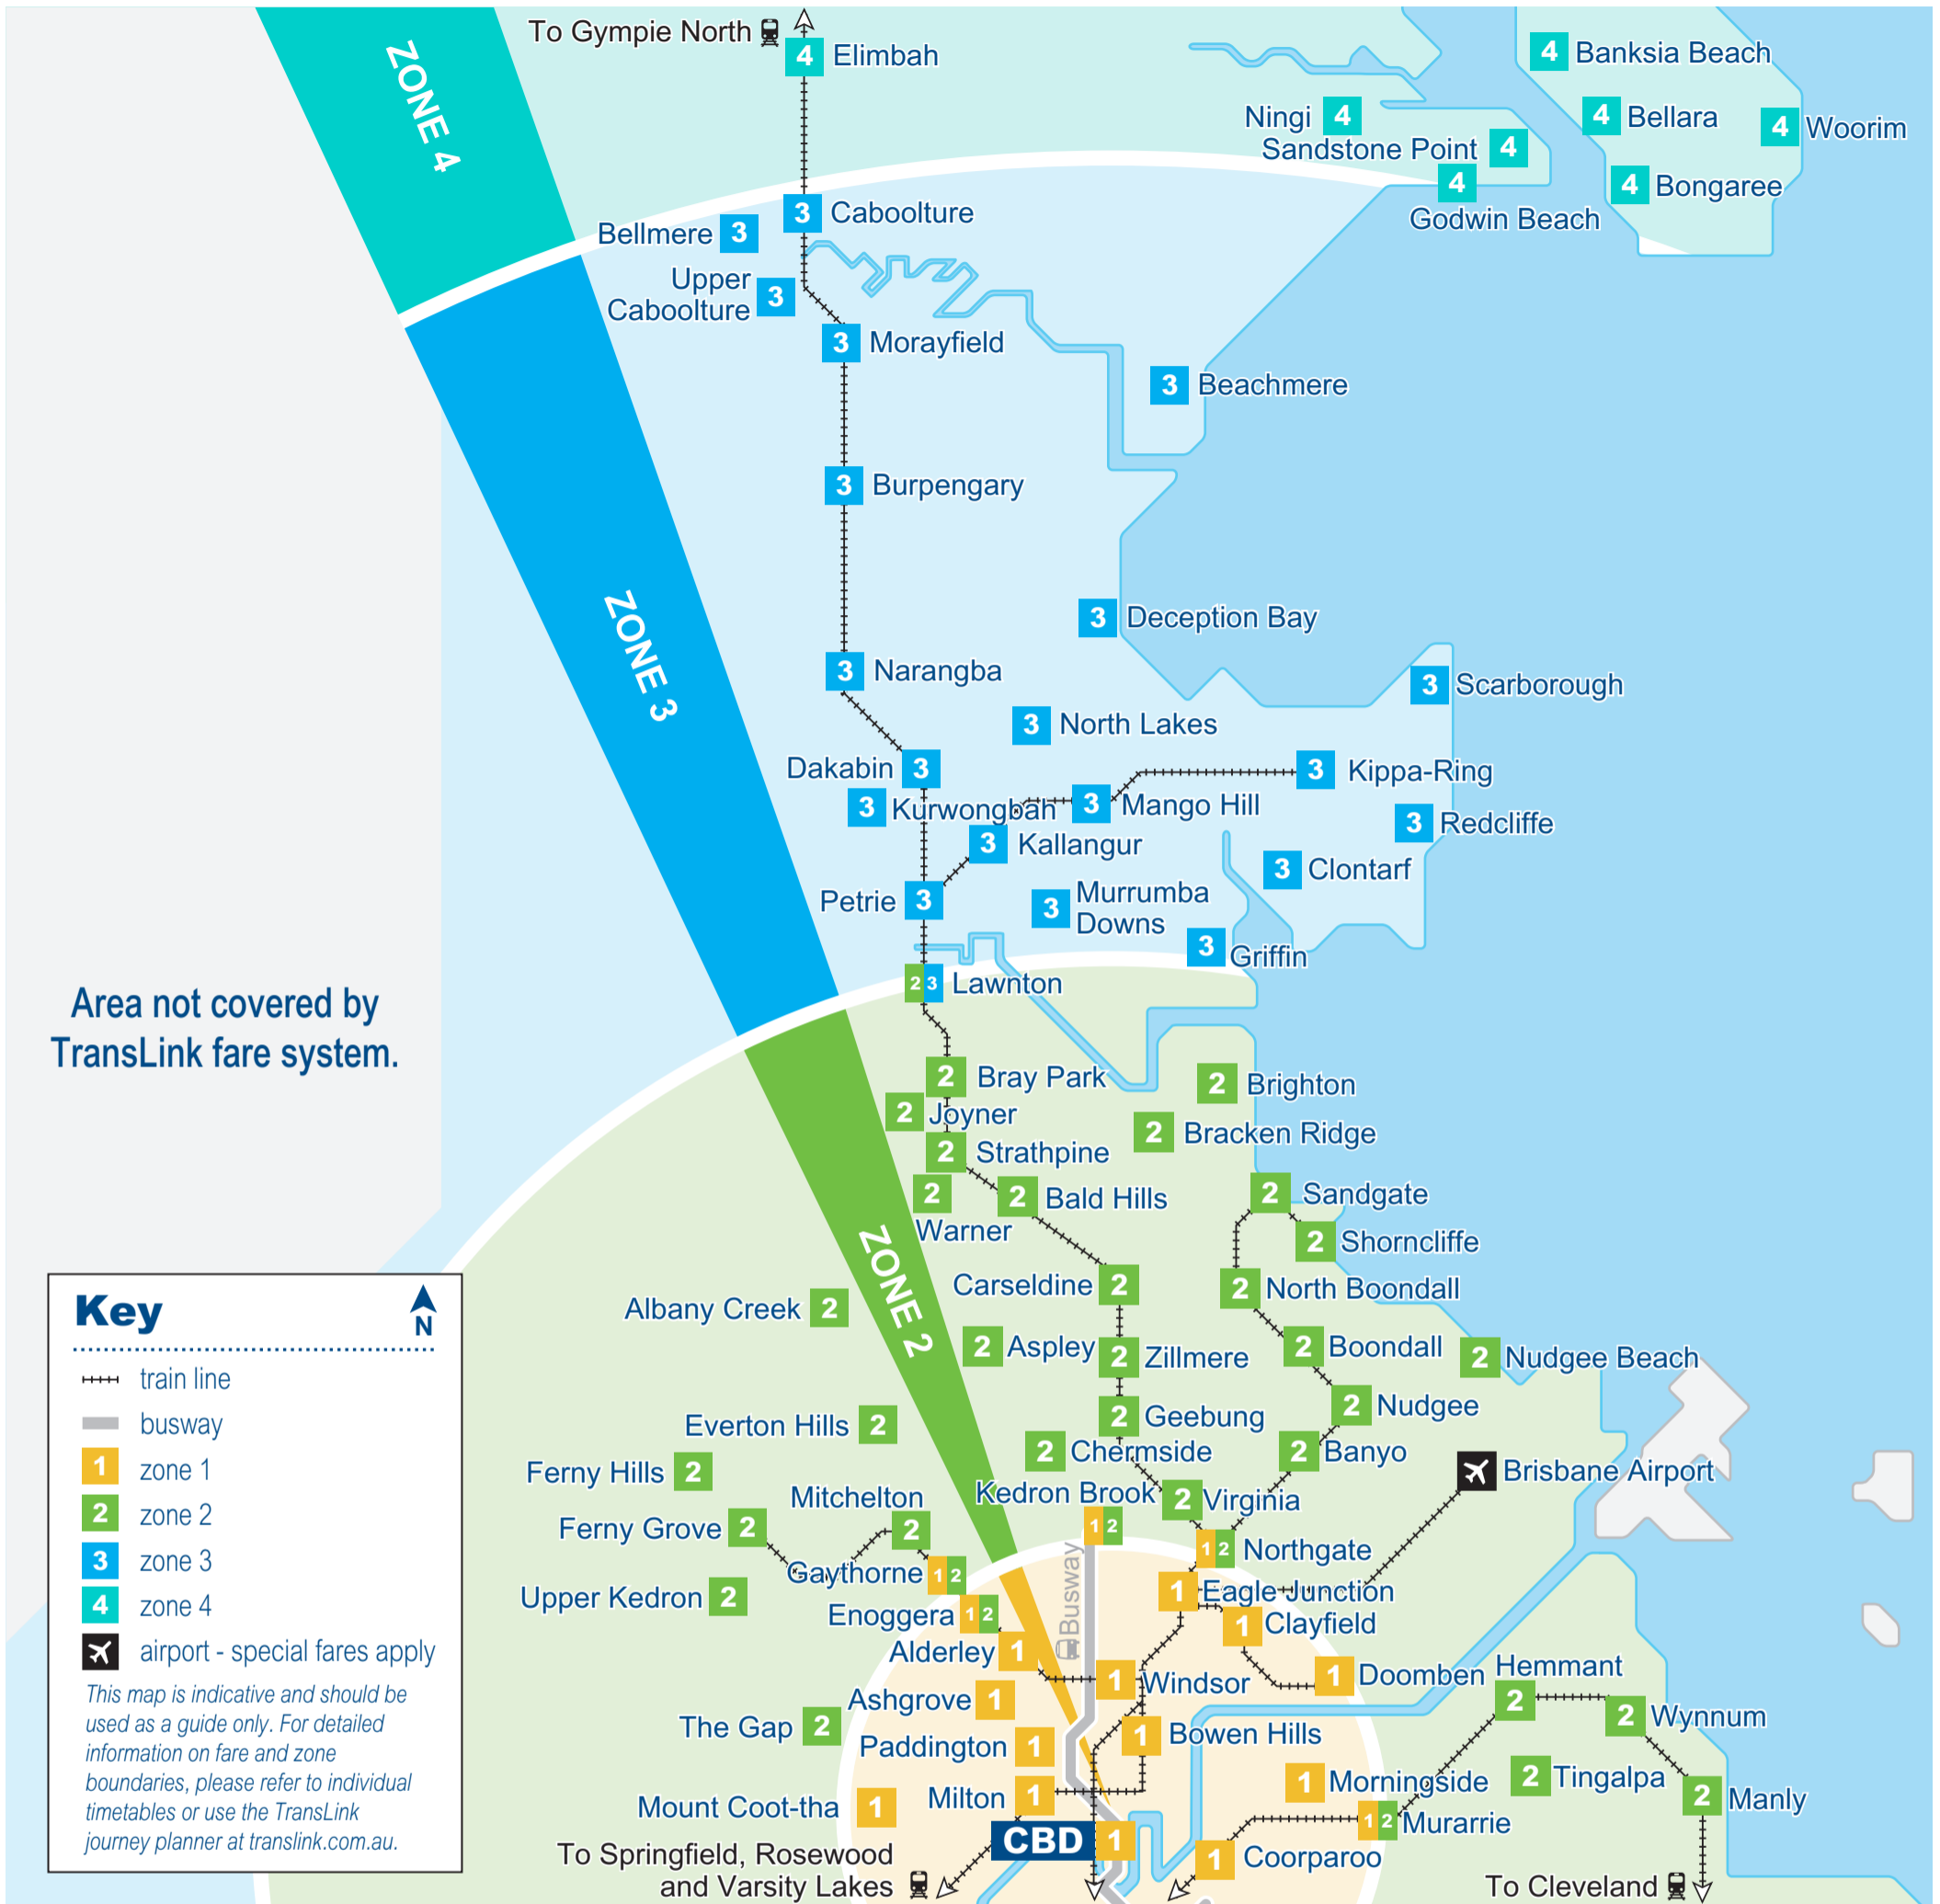 To Gympie North
ZONE 4
4 Elimbah
4 Banksia Beach
Ningi 4
4 Bellara
4 Woorim
Sandstone Point 4
4 Bongaree
4
Godwin Beach
3 Caboolture
Bellmere 3
Upper
Caboolture 3
3 Morayfield
3 Beachmere
3 Burpengary
ZONE 3
3 Deception Bay
3 Narangba
3 Scarborough
3 North Lakes
Dakabin 3
3 Kippa-Ring
3 Kurwongbah
3 Mango Hill
3 Redcliffe
3 Kallangur
3 Clontarf
Petrie 3
3 Murrumba
Downs
3 Griffin
2 3 Lawnton
Area not covered by
TransLink fare system.
2 Bray Park
2 Brighton
2 Joyner
2 Bracken Ridge
2 Strathpine
2 Bald Hills
2 Sandgate
2
Warner
2 Shorncliffe
ZONE 2
Carseldine 2
2 North Boondall
Albany Creek 2
2 Aspley
2 Zillmere
2 Boondall
2 Nudgee Beach
2 Nudgee
Everton Hills 2
2 Geebung
2 Chermside
2 Banyo
Ferny Hills 2
Brisbane Airport
Mitchelton
2
Kedron Brook
1 2
2 Virginia
Ferny Grove 2
1 2 Northgate
Gaythorne 1 2
Busway
1 Eagle Junction
Upper Kedron 2
Enoggera 1 2
1 Clayfield
Alderley 1
1 Windsor
1 Doomben
Hemmant
2
Ashgrove 1
The Gap 2
2 Wynnum
Paddington 1
1 Bowen Hills
1 Morningside
2 Tingalpa
Milton 1
2 Manly
Mount Coot-tha 1
1 2 Murarrie
CBD 1
1 Coorparoo
To Springfield, Rosewood
and Varsity Lakes
To Cleveland
Key
N
train line
busway
1 zone 1
2 zone 2
3 zone 3
4 zone 4
airport - special fares apply
This map is indicative and should be
used as a guide only. For detailed
information on fare and zone
boundaries, please refer to individual
timetables or use the TransLink
journey planner at translink.com.au.